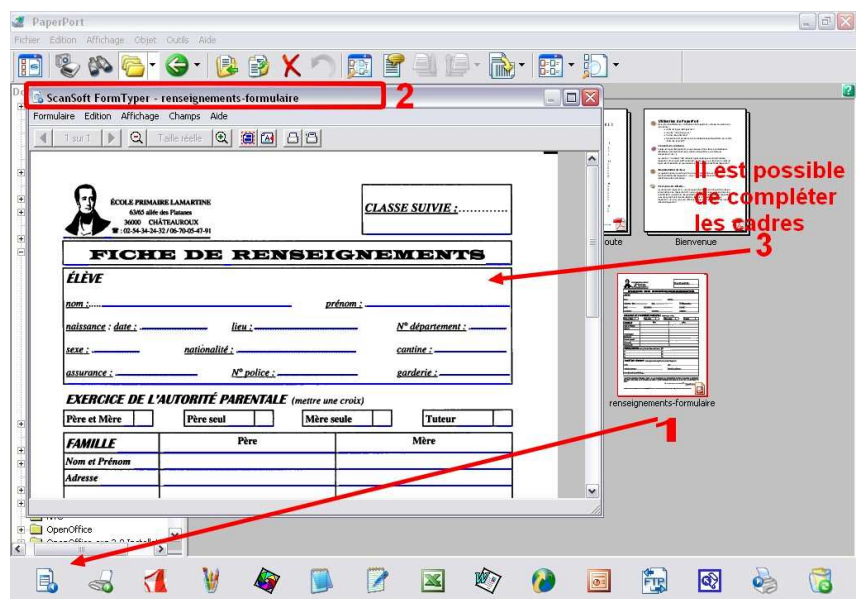 PaperPort
Fichier Edition Affichage Objet Outils Aide
ScanSoft FormTyper - renseignements-formulaire
2
Formulaire Edition Affichage Champs Aide
1 sur 1 Taille réelle
ÉCOLE PRIMAIRE LAMARTINE
63/65 allée des Platanes
36000 CHÂTEAUROUX
☎ : 02-54-34-24-32 / 06-70-05-47-91
CLASSE SUIVIE :............
FICHE DE RENSEIGNEMENTS
ÉLÈVE
nom :..... prénom :
naissance : date : lieu : N° département :
sexe : nationalité : cantine :
assurance : N° police : garderie :
EXERCICE DE L'AUTORITÉ PARENTALE (mettre une croix)
Père et Mère Père seul Mère seule Tuteur
FAMILLE Père Mère
Nom et Prénom
Adresse
Il est possible
de compléter
les cadres
3
oute
Bienvenue
renseignements-formulaire
1
OpenOffice
W
FTP